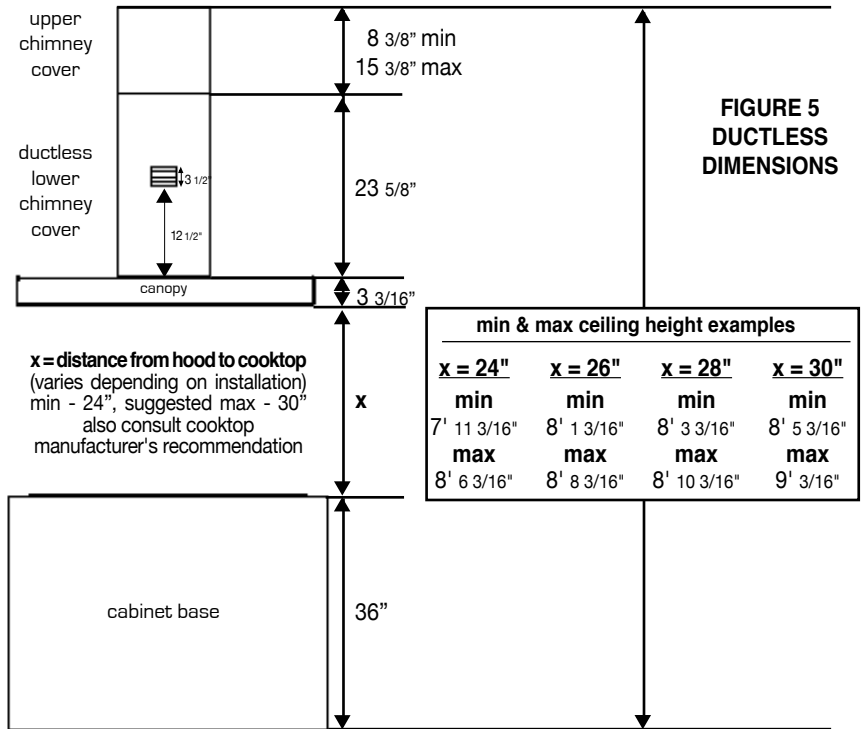 upper
chimney
cover
8 3/8” min
15 3/8” max
FIGURE 5
DUCTLESS
DIMENSIONS
ductless
lower
chimney
cover
3 1/2"
23 5/8”
12 1/2"
canopy
3 3/16”
x = distance from hood to cooktop
(varies depending on installation)
min - 24”, suggested max - 30”
also consult cooktop
manufacturer's recommendation
x
min & max ceiling height examples
x = 24" x = 26" x = 28" x = 30"
min min min min
7' 11 3/16" 8' 1 3/16" 8' 3 3/16" 8' 5 3/16"
max max max max
8' 6 3/16" 8' 8 3/16" 8' 10 3/16" 9' 3/16"
cabinet base
36”